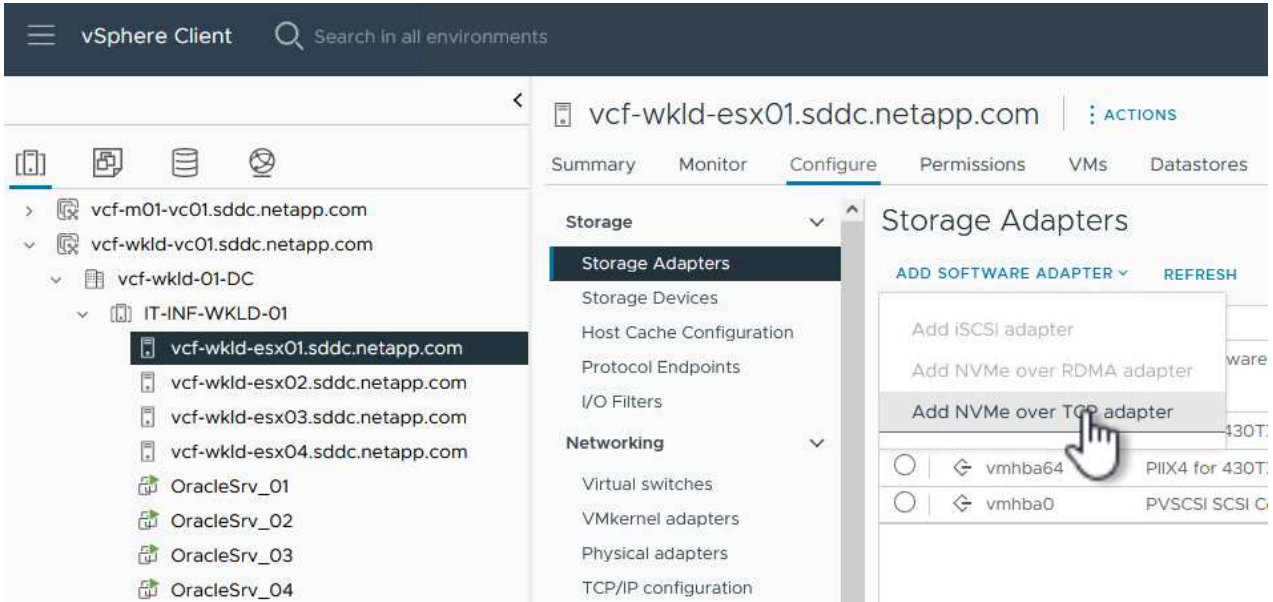 vSphere Client
Search in all environments
vcf-m01-vc01.sddc.netapp.com
vcf-wkld-vc01.sddc.netapp.com
vcf-wkld-01-DC
IT-INF-WKLD-01
vcf-wkld-esx01.sddc.netapp.com
vcf-wkld-esx02.sddc.netapp.com
vcf-wkld-esx03.sddc.netapp.com
vcf-wkld-esx04.sddc.netapp.com
OracleSrv_01
OracleSrv_02
OracleSrv_03
OracleSrv_04
vcf-wkld-esx01.sddc.netapp.com
ACTIONS
Summary Monitor Configure Permissions VMs Datastores
Storage
Storage Adapters
Storage Devices
Host Cache Configuration
Protocol Endpoints
I/O Filters
Networking
Virtual switches
VMkernel adapters
Physical adapters
TCP/IP configuration
Storage Adapters
ADD SOFTWARE ADAPTER REFRESH
Add iSCSI adapter
Add NVMe over RDMA adapter
Add NVMe over TCP adapter
vmhba64 PIIX4 for 430T
vmhba0 PVSCSI SCSI